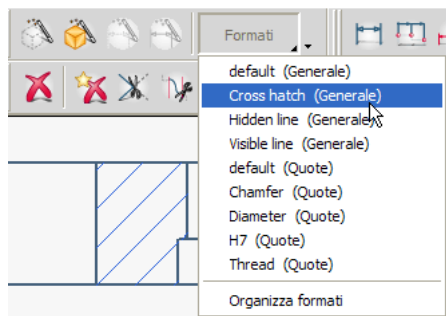 Formati
default (Generale)
Cross hatch (Generale)
Hidden line (Generale)
Visible line (Generale)
default (Quote)
Chamfer (Quote)
Diameter (Quote)
H7 (Quote)
Thread (Quote)
Organizza formati